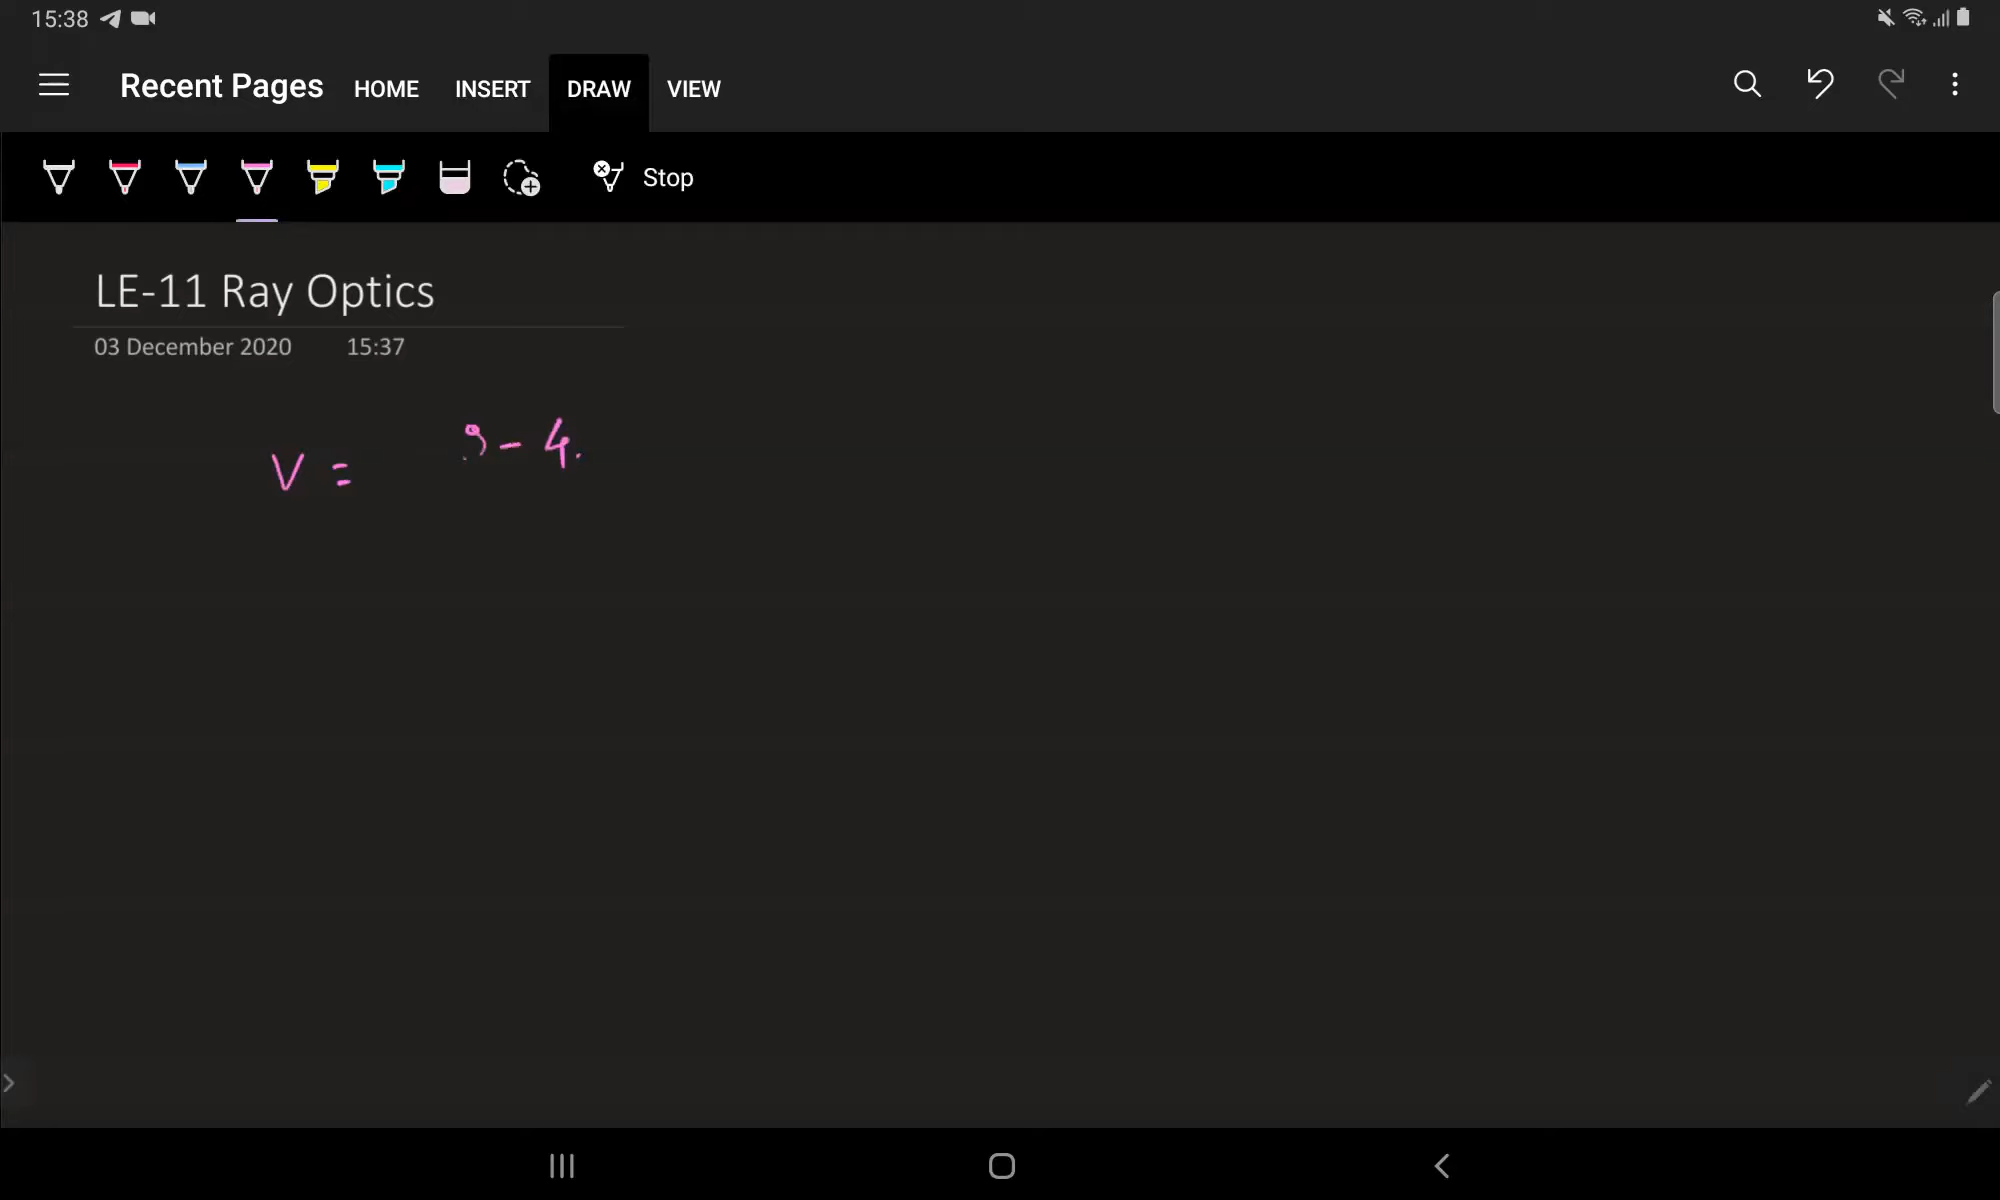 15:38
Recent Pages HOME INSERT DRAW VIEW
Stop
LE-11 Ray Optics
03 December 2020 15:37
V = 9 - 4.